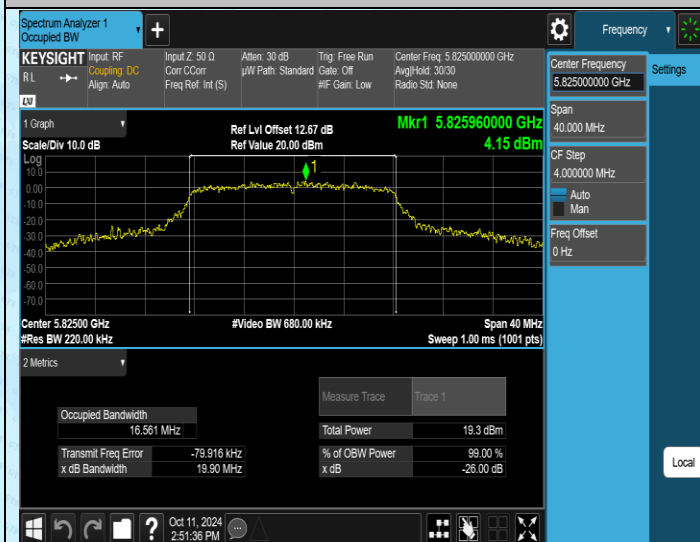 Spectrum Analyzer 1
Occupied BW
Frequency
KEYSIGHT
RL
LXI
Input: RF
Coupling: DC
Align: Auto
Input Z: 50 Ω
Corr CCorr
Freq Ref: Int (S)
Atten: 30 dB
µW Path: Standard
Trig: Free Run
Gate: Off
#IF Gain: Low
Center Freq: 5.825000000 GHz
Avg|Hold: 30/30
Radio Std: None
Center Frequency
5.825000000 GHz
Settings
Span
40.000 MHz
CF Step
4.000000 MHz
Auto
Man
Freq Offset
0 Hz
Local
1 Graph
Scale/Div 10.0 dB
Ref Lvl Offset 12.67 dB
Ref Value 20.00 dBm
Mkr1 5.825960000 GHz
4.15 dBm
Log
10.0
0.00
-10.0
-20.0
-30.0
-40.0
-50.0
-60.0
-70.0
1
Center 5.82500 GHz
#Res BW 220.00 kHz
#Video BW 680.00 kHz
Span 40 MHz
Sweep 1.00 ms (1001 pts)
2 Metrics
Measure Trace
Trace 1
Occupied Bandwidth
16.561 MHz
Total Power
19.3 dBm
Transmit Freq Error
-79.916 kHz
% of OBW Power
99.00 %
x dB Bandwidth
19.90 MHz
x dB
-26.00 dB
Oct 11, 2024
2:51:36 PM